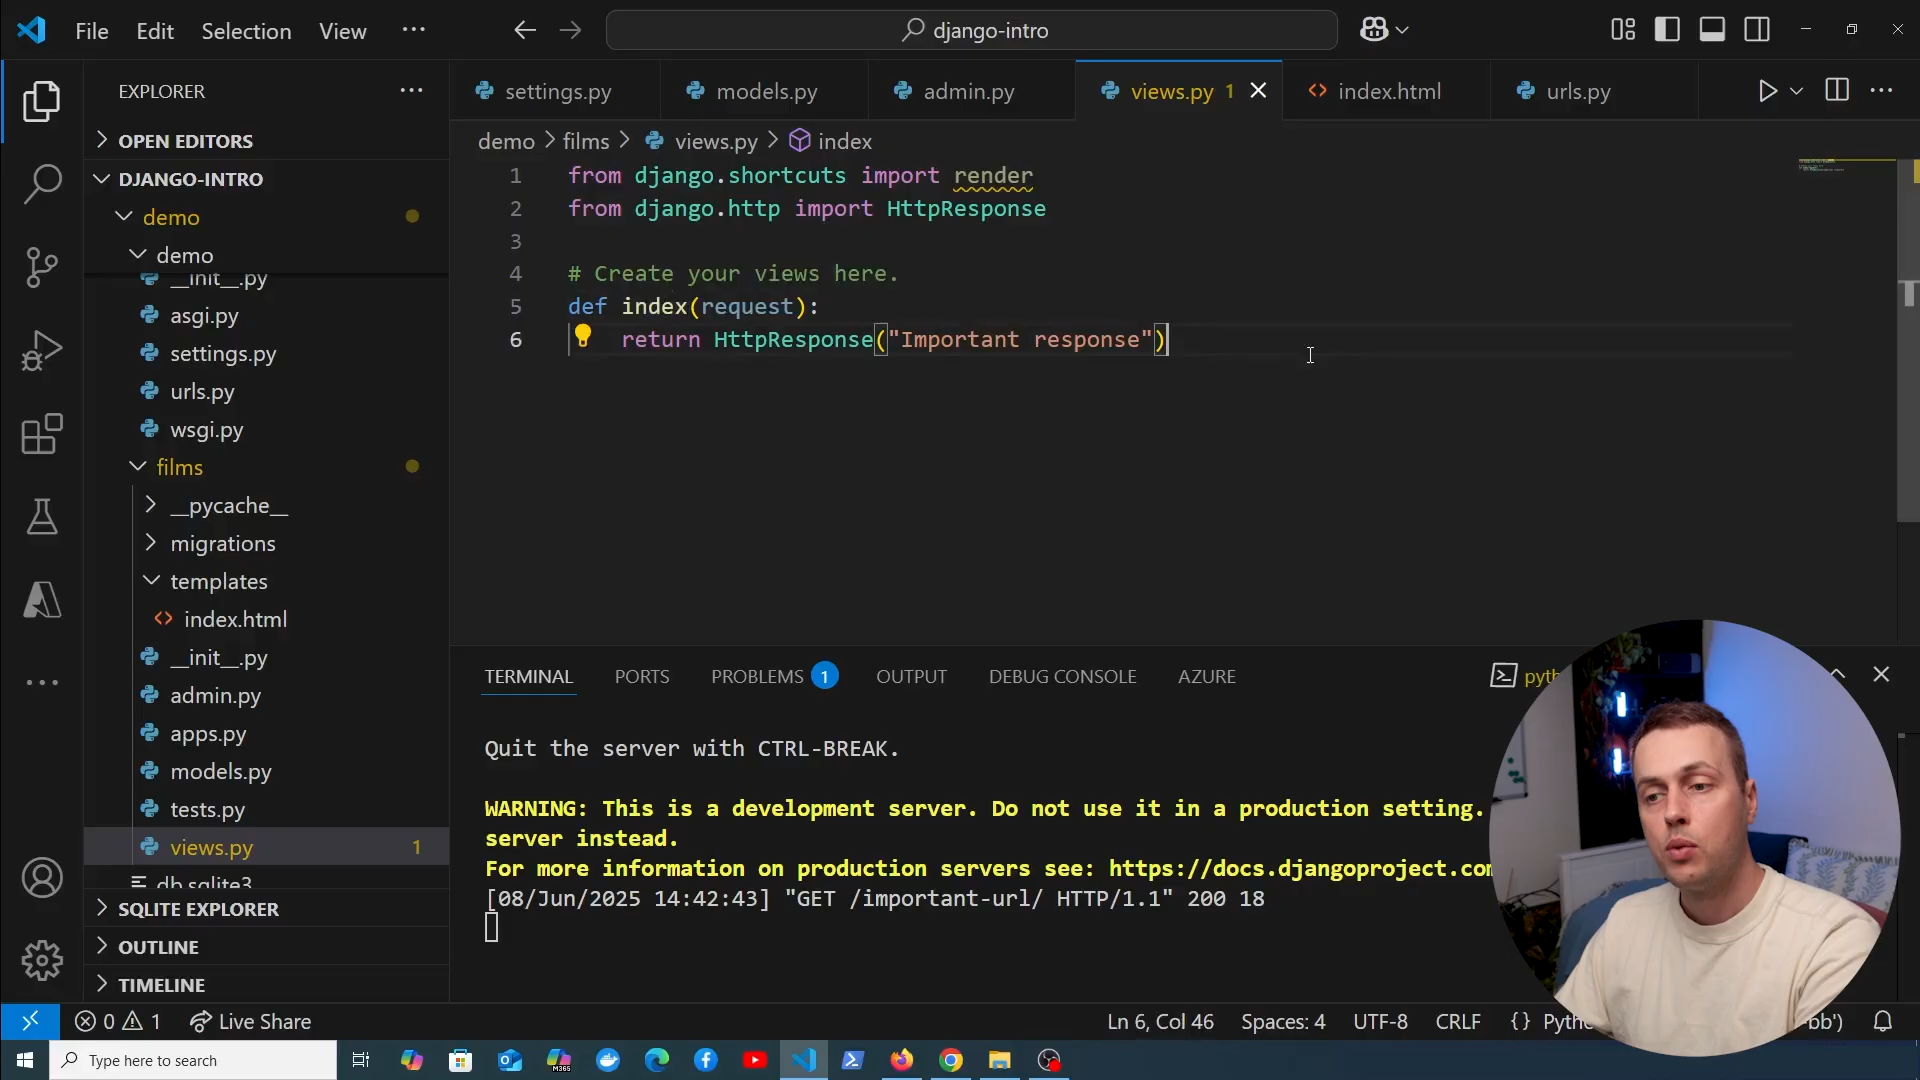 File Edit Selection View ··· django-intro
EXPLORER ···
OPEN EDITORS
DJANGO-INTRO
demo
demo
__init__.py
asgi.py
settings.py
urls.py
wsgi.py
films
__pycache__
migrations
templates
index.html
__init__.py
admin.py
apps.py
models.py
tests.py
views.py 1
db.sqlite3
SQLITE EXPLORER
OUTLINE
TIMELINE
settings.py models.py admin.py views.py 1 index.html urls.py
demo > films > views.py > index
1 from django.shortcuts import render
2 from django.http import HttpResponse
3
4 # Create your views here.
5 def index(request):
6 return HttpResponse("Important response")
TERMINAL PORTS PROBLEMS 1 OUTPUT DEBUG CONSOLE AZURE
Quit the server with CTRL-BREAK.
WARNING: This is a development server. Do not use it in a production setting.
server instead.
For more information on production servers see: https://docs.djangoproject.com
[08/Jun/2025 14:42:43] "GET /important-url/ HTTP/1.1" 200 18
0 1 Live Share Ln 6, Col 46 Spaces: 4 UTF-8 CRLF {}
Type here to search M365